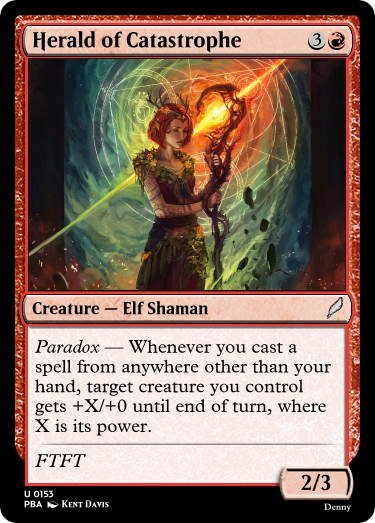 Herald of Catastrophe 3
Creature — Elf Shaman
Paradox — Whenever you cast a
spell from anywhere other than your
hand, target creature you control
gets +X/+0 until end of turn, where
X is its power.
FTFT
2/3
U 0153
PBA Kent Davis
Denny